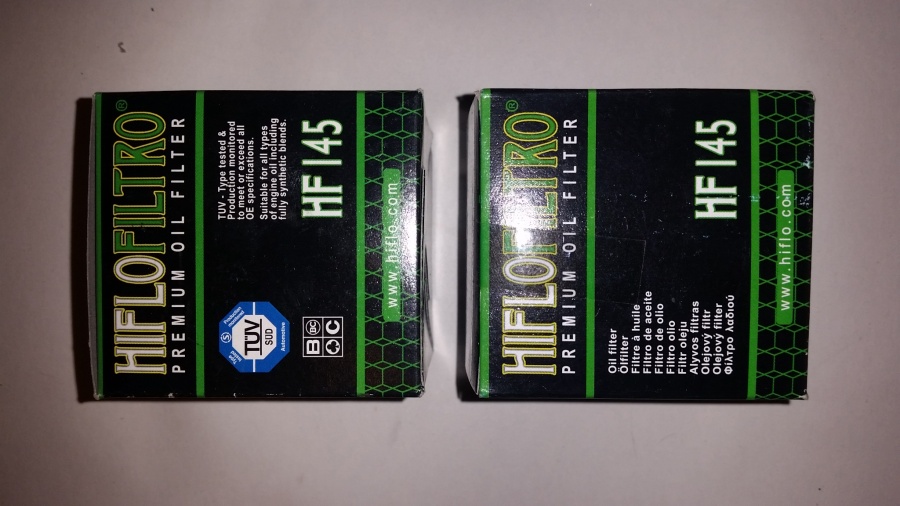 HIFLOFILTRO®
PREMIUM OIL FILTER
TUV - Type tested &
Production monitored
to meet or exceed all
OE specifications.
Suitable for all types
of engine oil including
fully synthetic blends.
TÜV
SÜD
Automotive
HF145
B BC
C
www.hiflo.com
HIFLOFILTRO®
PREMIUM OIL FILTER
Oil filter
Ölfilter
Filtre à huile
Filtro de aceite
Filtro de olio
Filtro olio
Filtr oleju
Alyvos filtras
Olejový filtr
Olejový filter
Φίλτρο λαδιού
HF145
www.hiflo.com